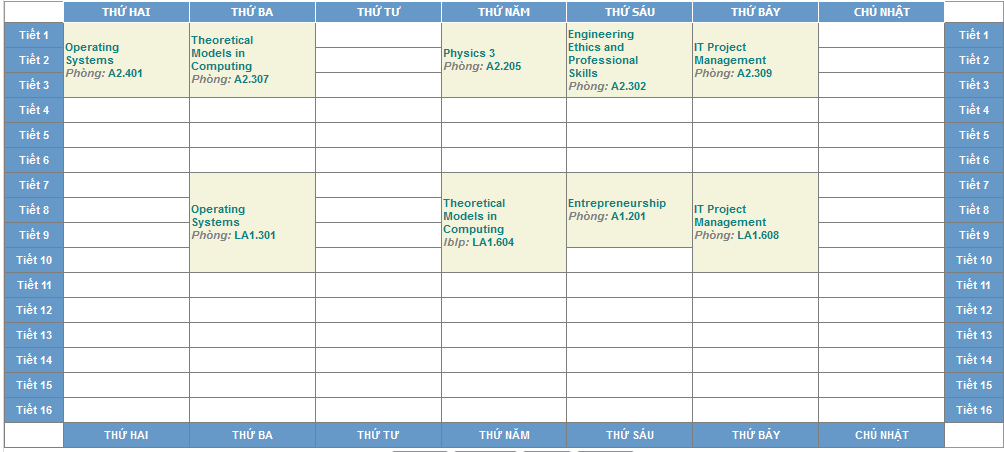 THỨ HAI THỨ BA THỨ TƯ THỨ NĂM THỨ SÁU THỨ BẢY CHỦ NHẬT
Tiết 1 Tiết 1
Tiết 2 Tiết 2
Tiết 3 Tiết 3
Operating
Systems
Phòng: A2.401
Theoretical
Models in
Computing
Phòng: A2.307
Physics 3
Phòng: A2.205
Engineering
Ethics and
Professional
Skills
Phòng: A2.302
IT Project
Management
Phòng: A2.309
Tiết 4 Tiết 4
Tiết 5 Tiết 5
Tiết 6 Tiết 6
Tiết 7 Tiết 7
Tiết 8 Tiết 8
Tiết 9 Tiết 9
Tiết 10 Tiết 10
Operating
Systems
Phòng: LA1.301
Theoretical
Models in
Computing
lblp: LA1.604
Entrepreneurship
Phòng: A1.201
IT Project
Management
Phòng: LA1.608
Tiết 11 Tiết 11
Tiết 12 Tiết 12
Tiết 13 Tiết 13
Tiết 14 Tiết 14
Tiết 15 Tiết 15
Tiết 16 Tiết 16
THỨ HAI THỨ BA THỨ TƯ THỨ NĂM THỨ SÁU THỨ BẢY CHỦ NHẬT